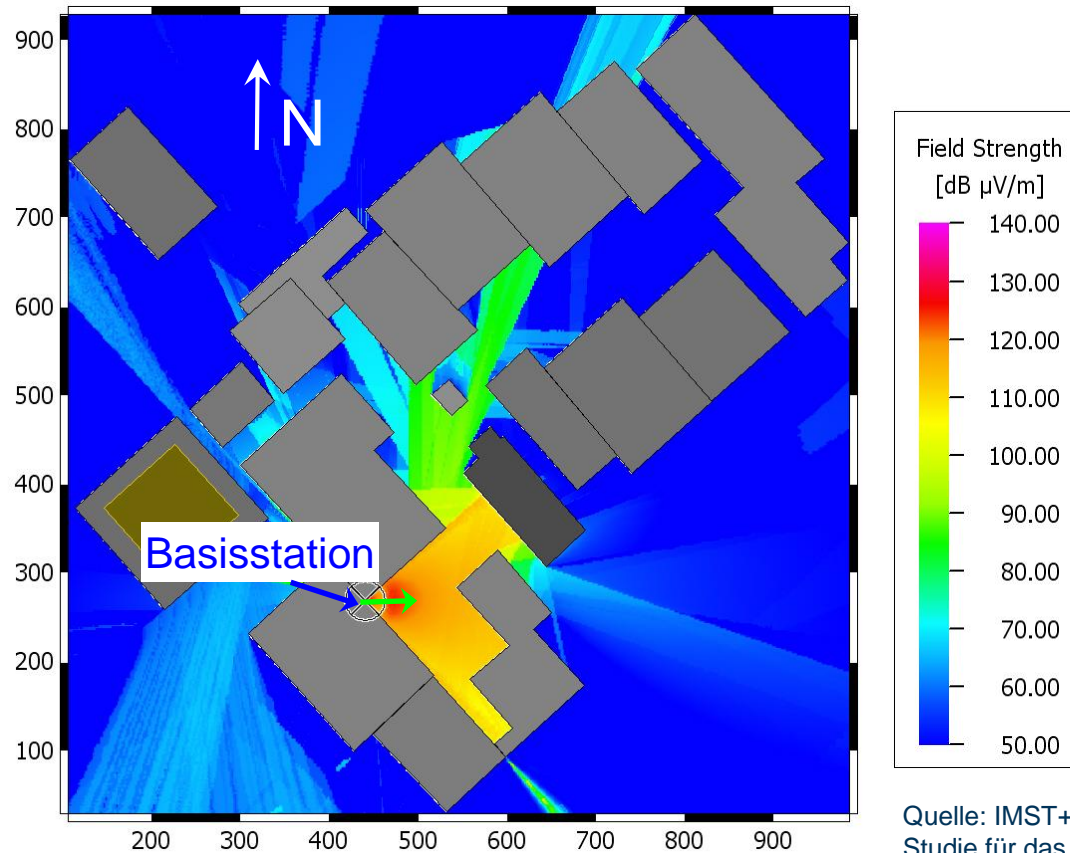 900
800
700
600
500
400
300
200
100
200 300 400 500 600 700 800 900
N
Basisstation
Field Strength
[dB µV/m]
140.00
130.00
120.00
110.00
100.00
90.00
80.00
70.00
60.00
50.00
Quelle: IMST+
Studie für das